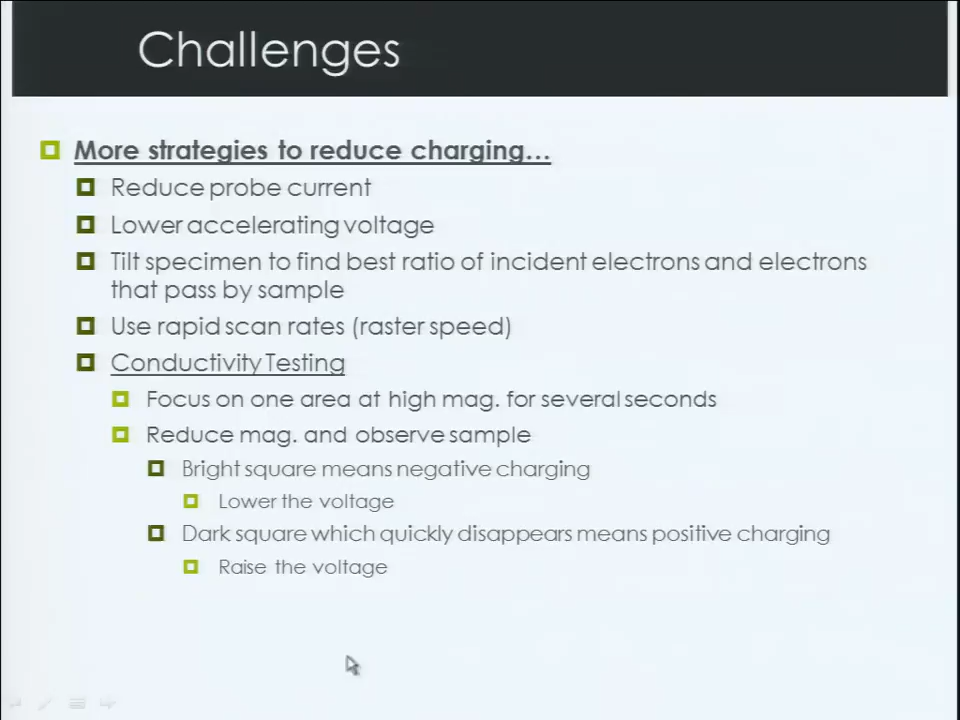 Challenges
More strategies to reduce charging...
Reduce probe current
Lower accelerating voltage
Tilt specimen to find best ratio of incident electrons and electrons
that pass by sample
Use rapid scan rates (raster speed)
Conductivity Testing
Focus on one area at high mag. for several seconds
Reduce mag. and observe sample
Bright square means negative charging
Lower the voltage
Dark square which quickly disappears means positive charging
Raise the voltage